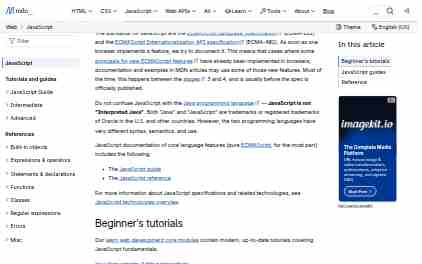 mdn
HTML CSS JavaScript Web APIs All Learn Tools About Blog
Web JavaScript Theme English (US)
Filter
JavaScript
Tutorials and guides
JavaScript Guide
Intermediate
Advanced
References
Built-in objects
Expressions & operators
Statements & declarations
Functions
Classes
Regular expressions
Errors
Misc
and the ECMAScript Internationalization API specification (ECMA-402). As soon as one
browser implements a feature, we try to document it. This means that cases where some
proposals for new ECMAScript features have already been implemented in browsers,
documentation and examples in MDN articles may use some of those new features. Most of
the time, this happens between the stages 3 and 4, and is usually before the spec is
officially published.
Do not confuse JavaScript with the Java programming language — JavaScript is not
"Interpreted Java". Both "Java" and "JavaScript" are trademarks or registered trademarks
of Oracle in the U.S. and other countries. However, the two programming languages have
very different syntax, semantics, and use.
JavaScript documentation of core language features (pure ECMAScript, for the most part)
includes the following:
The JavaScript guide
The JavaScript reference
For more information about JavaScript specifications and related technologies, see
JavaScript technologies overview.
Beginner's tutorials
Our learn web development core modules contain modern, up-to-date tutorials covering
JavaScript fundamentals.
In this article
Beginner's tutorials
JavaScript guides
Reference
imagekit.io
The Complete Media
Platform